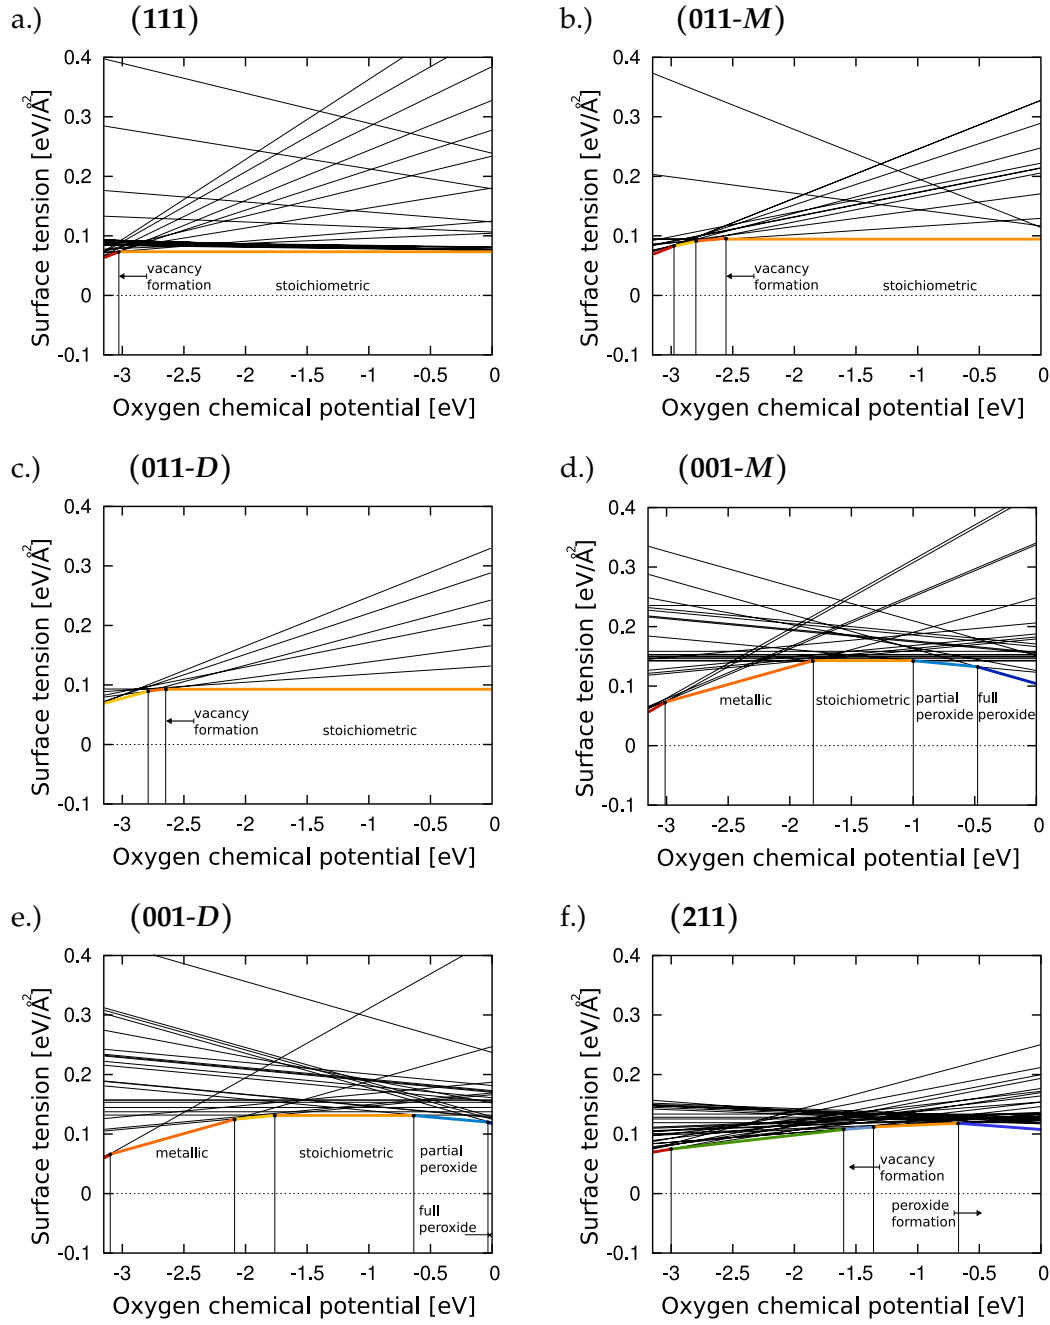 a.) (111)
Surface tension [eV/Å²]
0.4
0.3
0.2
0.1
0
-0.1
vacancy
formation
stoichiometric
-3 -2.5 -2 -1.5 -1 -0.5 0
Oxygen chemical potential [eV]
b.) (011-M)
Surface tension [eV/Å²]
0.4
0.3
0.2
0.1
0
-0.1
vacancy
formation
stoichiometric
-3 -2.5 -2 -1.5 -1 -0.5 0
Oxygen chemical potential [eV]
c.) (011-D)
Surface tension [eV/Å²]
0.4
0.3
0.2
0.1
0
-0.1
vacancy
formation
stoichiometric
-3 -2.5 -2 -1.5 -1 -0.5 0
Oxygen chemical potential [eV]
d.) (001-M)
Surface tension [eV/Å²]
0.4
0.3
0.2
0.1
0
-0.1
metallic
stoichiometric
partial
peroxide
full
peroxide
-3 -2.5 -2 -1.5 -1 -0.5 0
Oxygen chemical potential [eV]
e.) (001-D)
Surface tension [eV/Å²]
0.4
0.3
0.2
0.1
0
-0.1
metallic
stoichiometric
partial
peroxide
full
peroxide
-3 -2.5 -2 -1.5 -1 -0.5 0
Oxygen chemical potential [eV]
f.) (211)
Surface tension [eV/Å²]
0.4
0.3
0.2
0.1
0
-0.1
vacancy
formation
peroxide
formation
-3 -2.5 -2 -1.5 -1 -0.5 0
Oxygen chemical potential [eV]